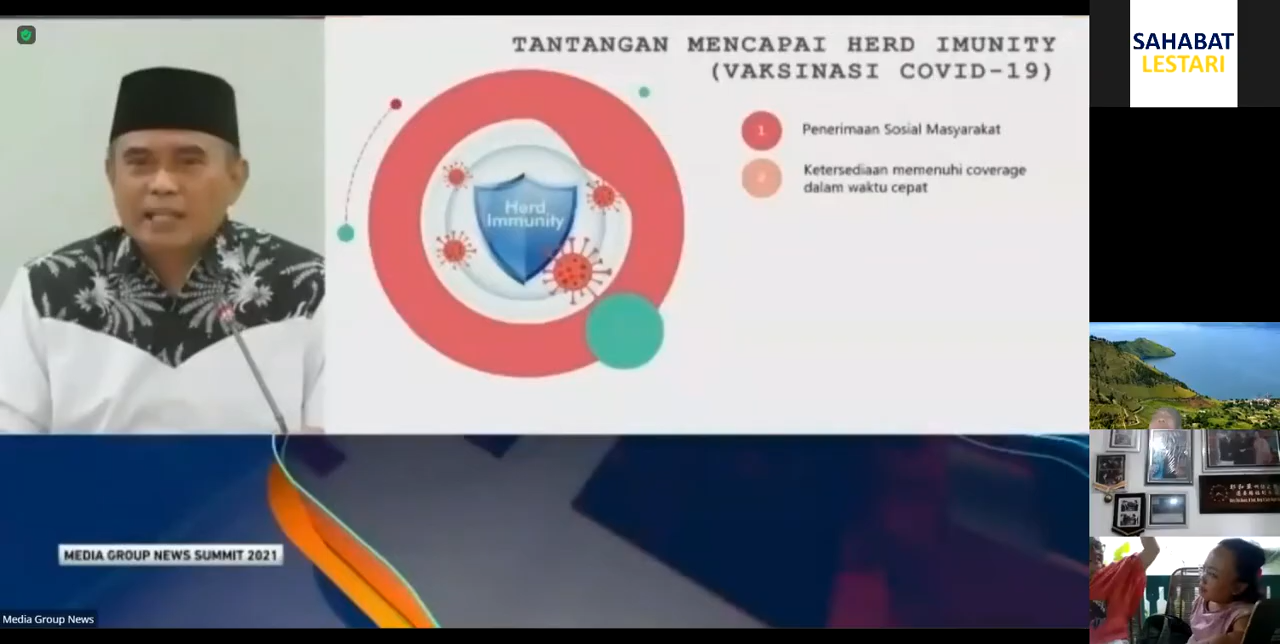 TANTANGAN MENCAPAI HERD IMUNITY
(VAKSINASI COVID-19)
1
Penerimaan Sosial Masyarakat
2
Ketersediaan memenuhi coverage
dalam waktu cepat
Herd
Immunity
MEDIA GROUP NEWS SUMMIT 2021
Media Group News
SAHABAT
LESTARI